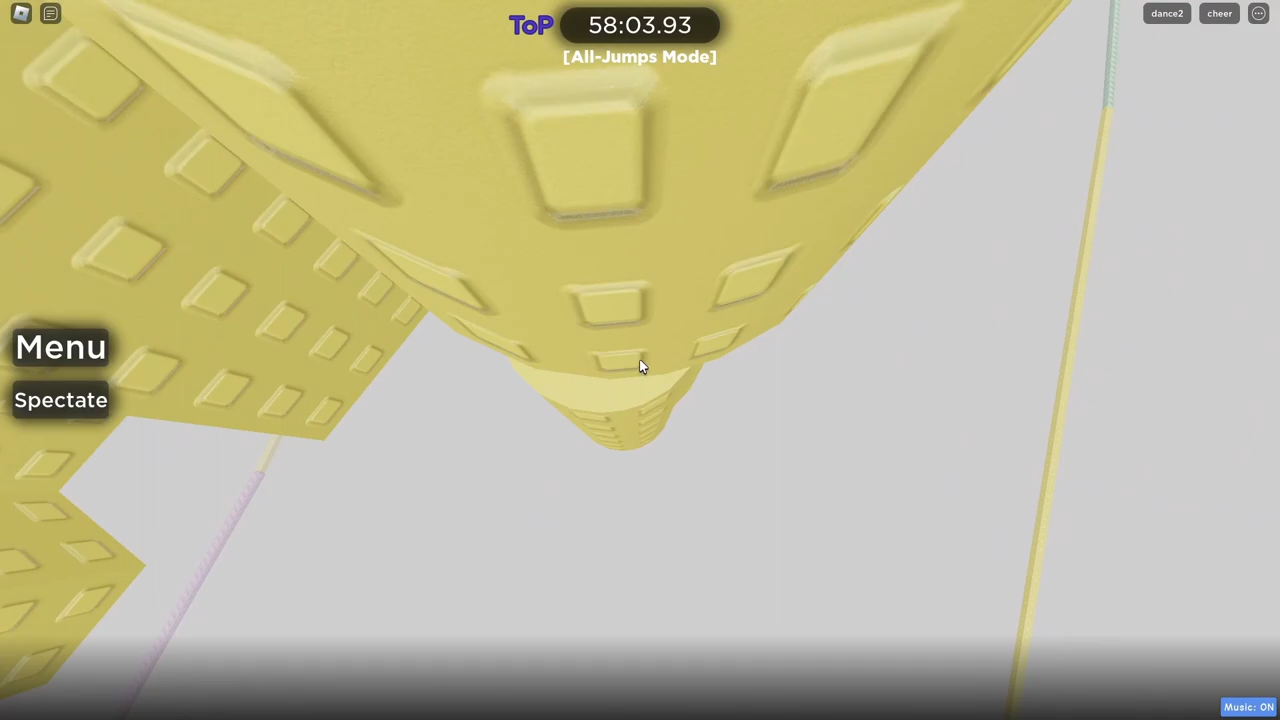 ToP 58:03.93
[All-Jumps Mode]
dance2 cheer
Menu
Spectate
Music: ON